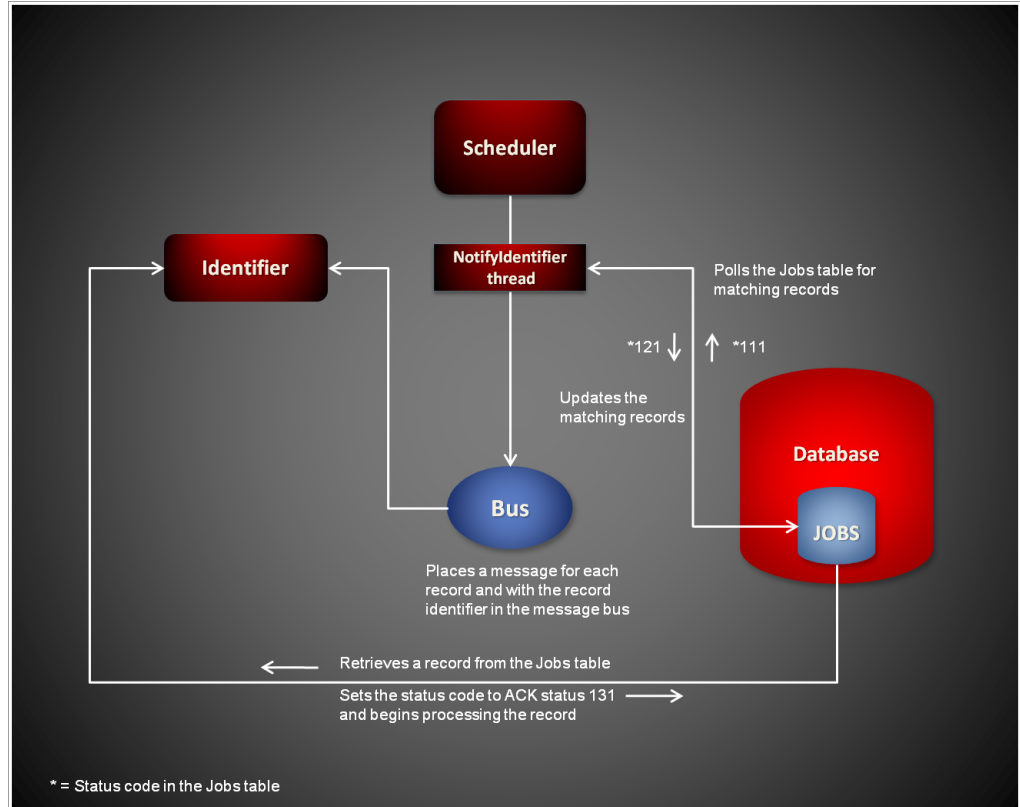 Scheduler
NotifyIdentifier
thread
Identifier
Polls the Jobs table for
matching records
*121
*111
Updates the
matching records
Database
JOBS
Bus
Places a message for each
record and with the record
identifier in the message bus
Retrieves a record from the Jobs table
Sets the status code to ACK status 131
and begins processing the record
* = Status code in the Jobs table